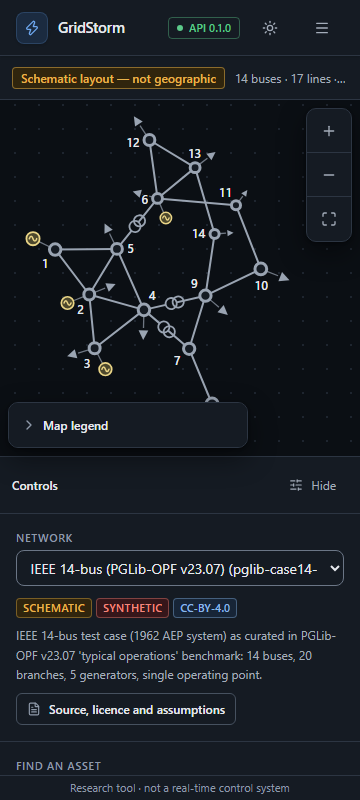 GridStorm
API 0.1.0
Schematic layout — not geographic
14 buses · 17 lines ·...
12
13
6
11
14
5
1
9
10
2
4
7
3
Map legend
Controls
Hide
NETWORK
IEEE 14-bus (PGLib-OPF v23.07) (pglib-case14-
SCHEMATIC
SYNTHETIC
CC-BY-4.0
IEEE 14-bus test case (1962 AEP system) as curated in PGLib-
OPF v23.07 'typical operations' benchmark: 14 buses, 20
branches, 5 generators, single operating point.
Source, licence and assumptions
FIND AN ASSET
Research tool · not a real-time control system